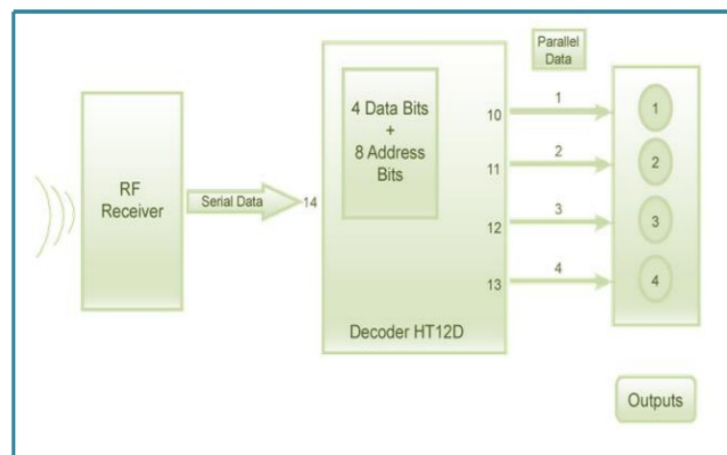 RF
Receiver
Serial Data
14
4 Data Bits
+
8 Address
Bits
10
11
12
13
Decoder HT12D
Parallel
Data
1
2
3
4
1
2
3
4
Outputs